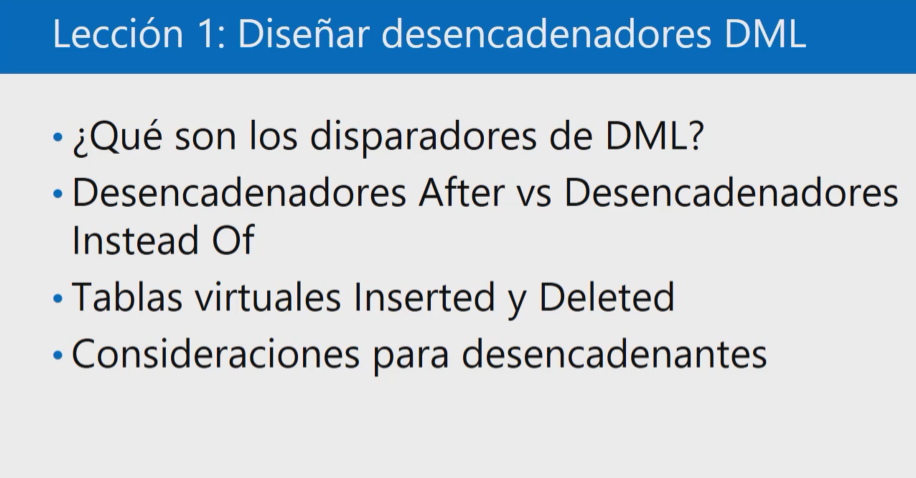 Lección 1: Diseñar desencadenadores DML
• ¿Qué son los disparadores de DML?
• Desencadenadores After vs Desencadenadores
Instead Of
• Tablas virtuales Inserted y Deleted
• Consideraciones para desencadenantes